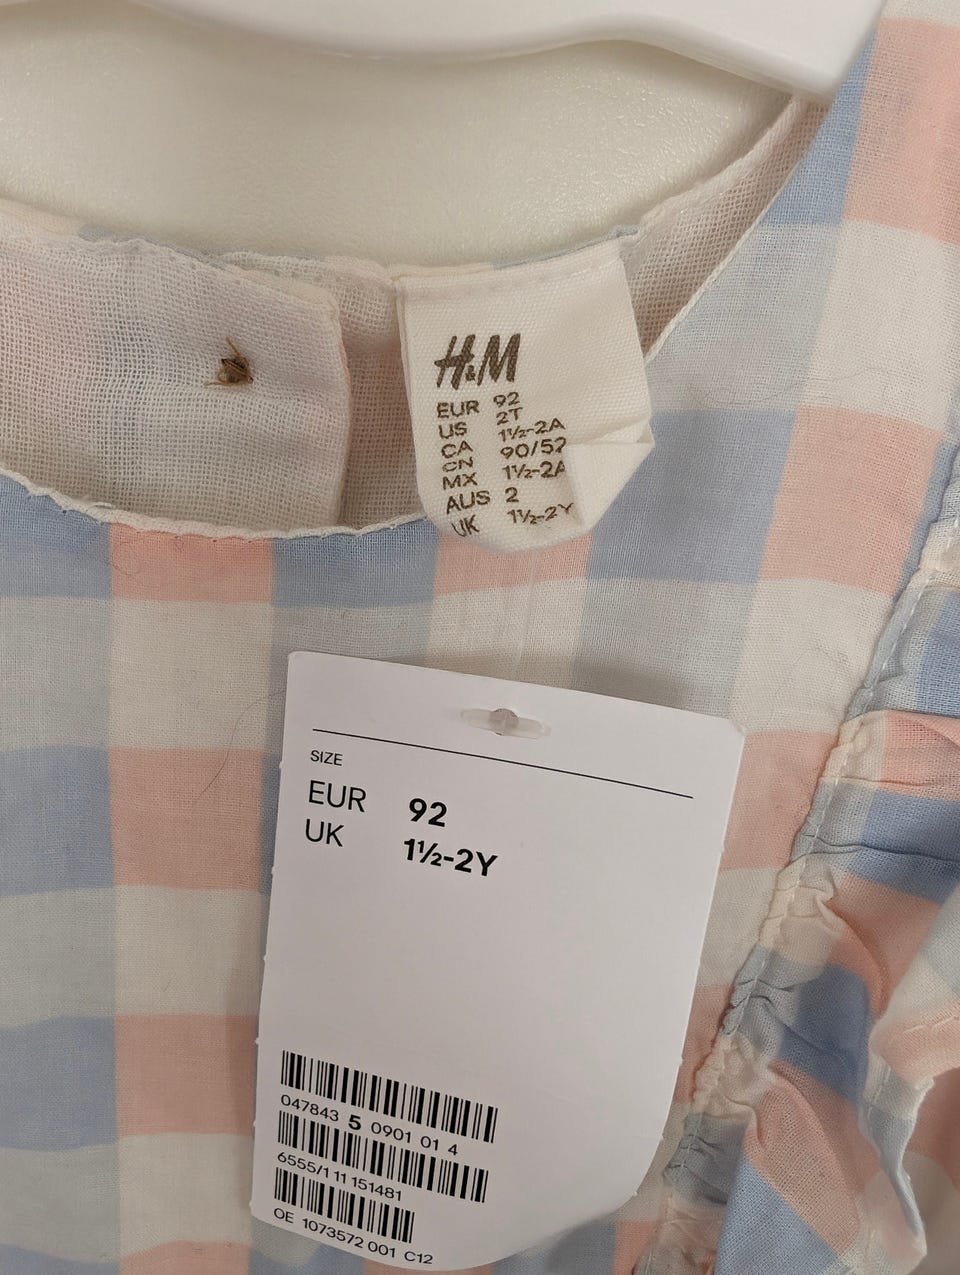 H&M
EUR 92
US 2T
CA 1½-2A
CN 90/52
MX 1½-2A
AUS 2
UK 1½-2Y
SIZE
EUR 92
UK 1½-2Y
047843 5 0901 01 4
6555/1 11 151481
OE 1073572 001 C12